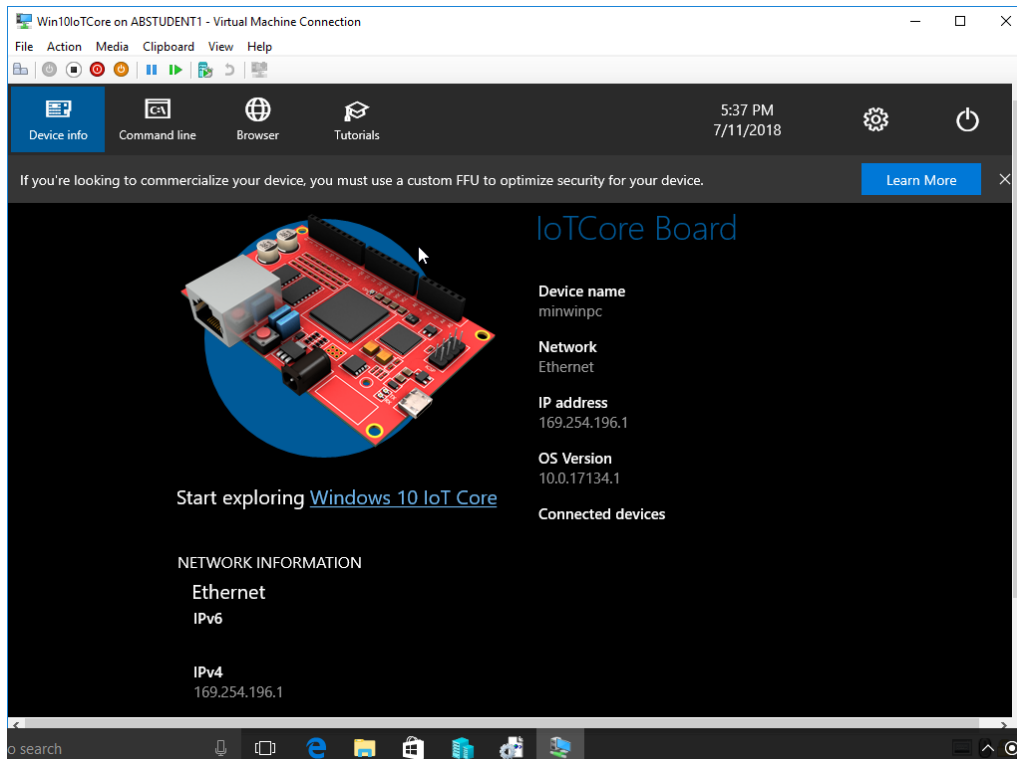 Win10IoTCore on ABSTUDENT1 - Virtual Machine Connection
File Action Media Clipboard View Help
Device info
Command line
Browser
Tutorials
5:37 PM
7/11/2018
If you're looking to commercialize your device, you must use a custom FFU to optimize security for your device.
Learn More
IoTCore Board
Device name
minwinpc
Network
Ethernet
IP address
169.254.196.1
OS Version
10.0.17134.1
Connected devices
Start exploring Windows 10 IoT Core
NETWORK INFORMATION
Ethernet
IPv6
IPv4
169.254.196.1
o search